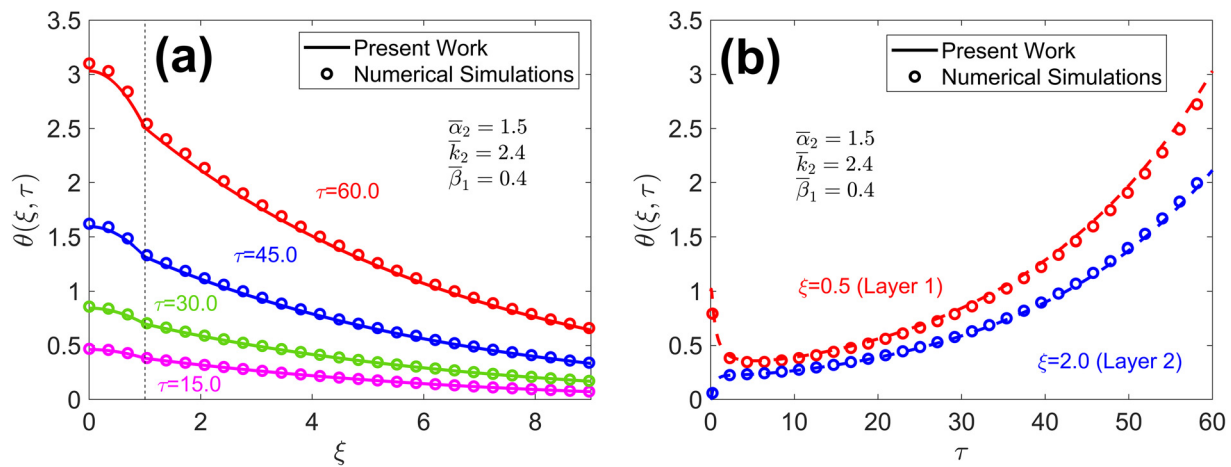 (a)
Present Work
Numerical Simulations
α̅₂ = 1.5
k̅₂ = 2.4
β̅₁ = 0.4
τ=60.0
τ=45.0
τ=30.0
τ=15.0
3.5
3
2.5
2
1.5
1
0.5
0
0 2 4 6 8
θ(ξ, τ)
ξ
(b)
Present Work
Numerical Simulations
α̅₂ = 1.5
k̅₂ = 2.4
β̅₁ = 0.4
ξ=0.5 (Layer 1)
ξ=2.0 (Layer 2)
3.5
3
2.5
2
1.5
1
0.5
0
0 10 20 30 40 50 60
θ(ξ, τ)
τ